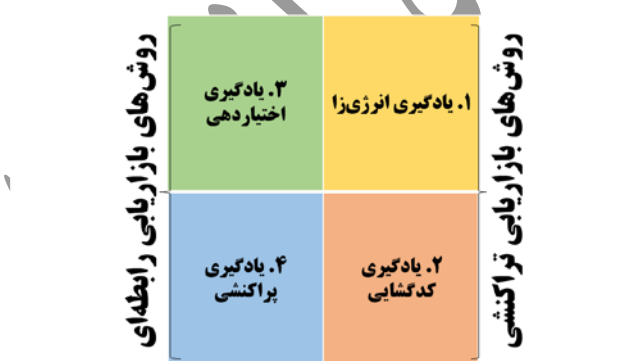 روش‌های بازاریابی تراکنشی
۱. یادگیری انرژی‌زا
۲. یادگیری
کدگشایی
۳. یادگیری
اختیاردهی
۴. یادگیری
پراکنشی
روش‌های بازاریابی رابطه‌ای